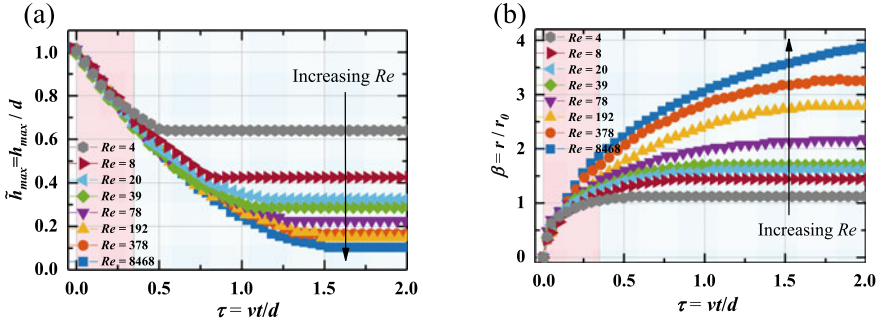 (a)
h̃max=hmax / d
1.0
0.8
0.6
0.4
0.2
0.0
Increasing Re
Re = 4
Re = 8
Re = 20
Re = 39
Re = 78
Re = 192
Re = 378
Re = 8468
0.0 0.5 1.0 1.5 2.0
τ = vt/d
(b)
β = r / r0
4
3
2
1
0
Re = 4
Re = 8
Re = 20
Re = 39
Re = 78
Re = 192
Re = 378
Re = 8468
Increasing Re
0.0 0.5 1.0 1.5 2.0
τ = vt/d